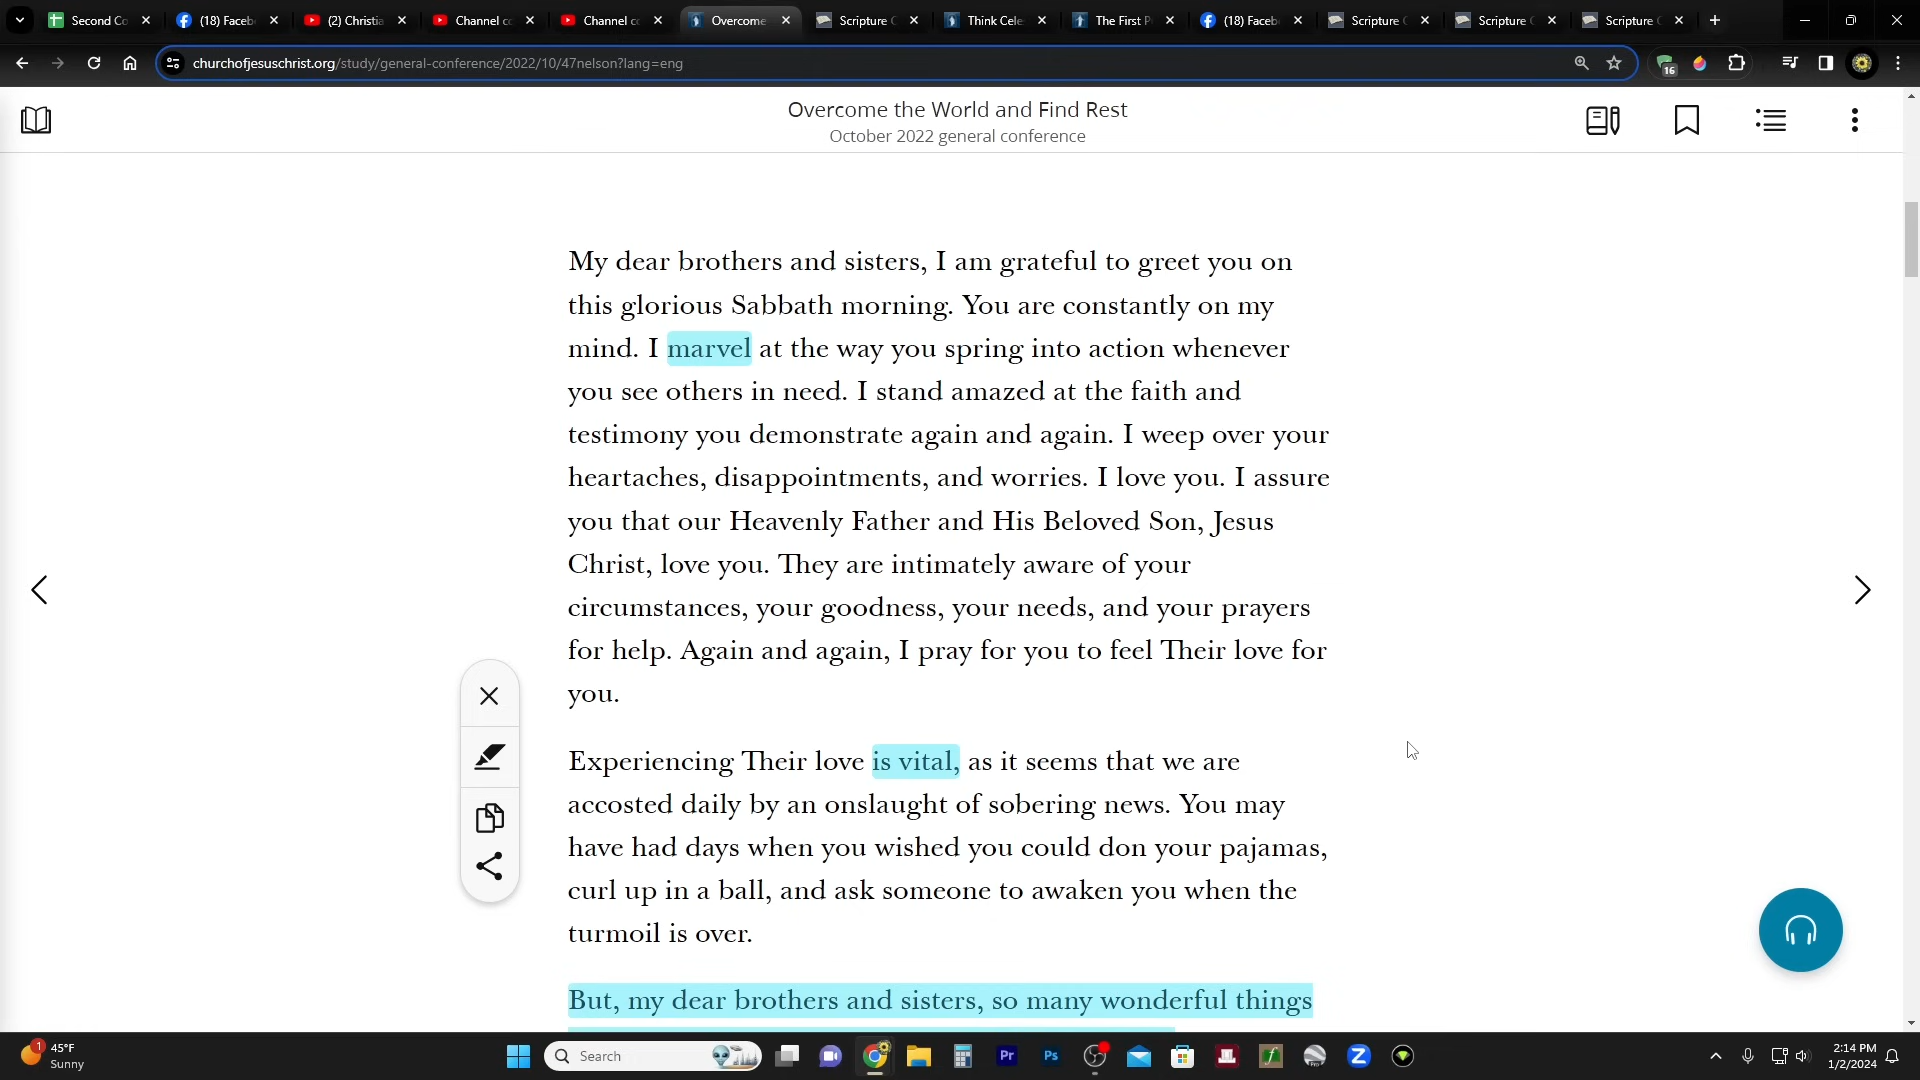 Second Co
(18) Faceb
(2) Christia
Channel co
Channel co
Overcome
Scripture C
Think Cele
The First P
(18) Faceb
Scripture C
Scripture C
Scripture C
churchofjesuschrist.org/study/general-conference/2022/10/47nelson?lang=eng
16
Overcome the World and Find Rest
October 2022 general conference
My dear brothers and sisters, I am grateful to greet you on
this glorious Sabbath morning. You are constantly on my
mind. I marvel at the way you spring into action whenever
you see others in need. I stand amazed at the faith and
testimony you demonstrate again and again. I weep over your
heartaches, disappointments, and worries. I love you. I assure
you that our Heavenly Father and His Beloved Son, Jesus
Christ, love you. They are intimately aware of your
circumstances, your goodness, your needs, and your prayers
for help. Again and again, I pray for you to feel Their love for
you.
Experiencing Their love is vital, as it seems that we are
accosted daily by an onslaught of sobering news. You may
have had days when you wished you could don your pajamas,
curl up in a ball, and ask someone to awaken you when the
turmoil is over.
But, my dear brothers and sisters, so many wonderful things
1
45°F
Sunny
Search
Pr
Ps
2:14 PM
1/2/2024